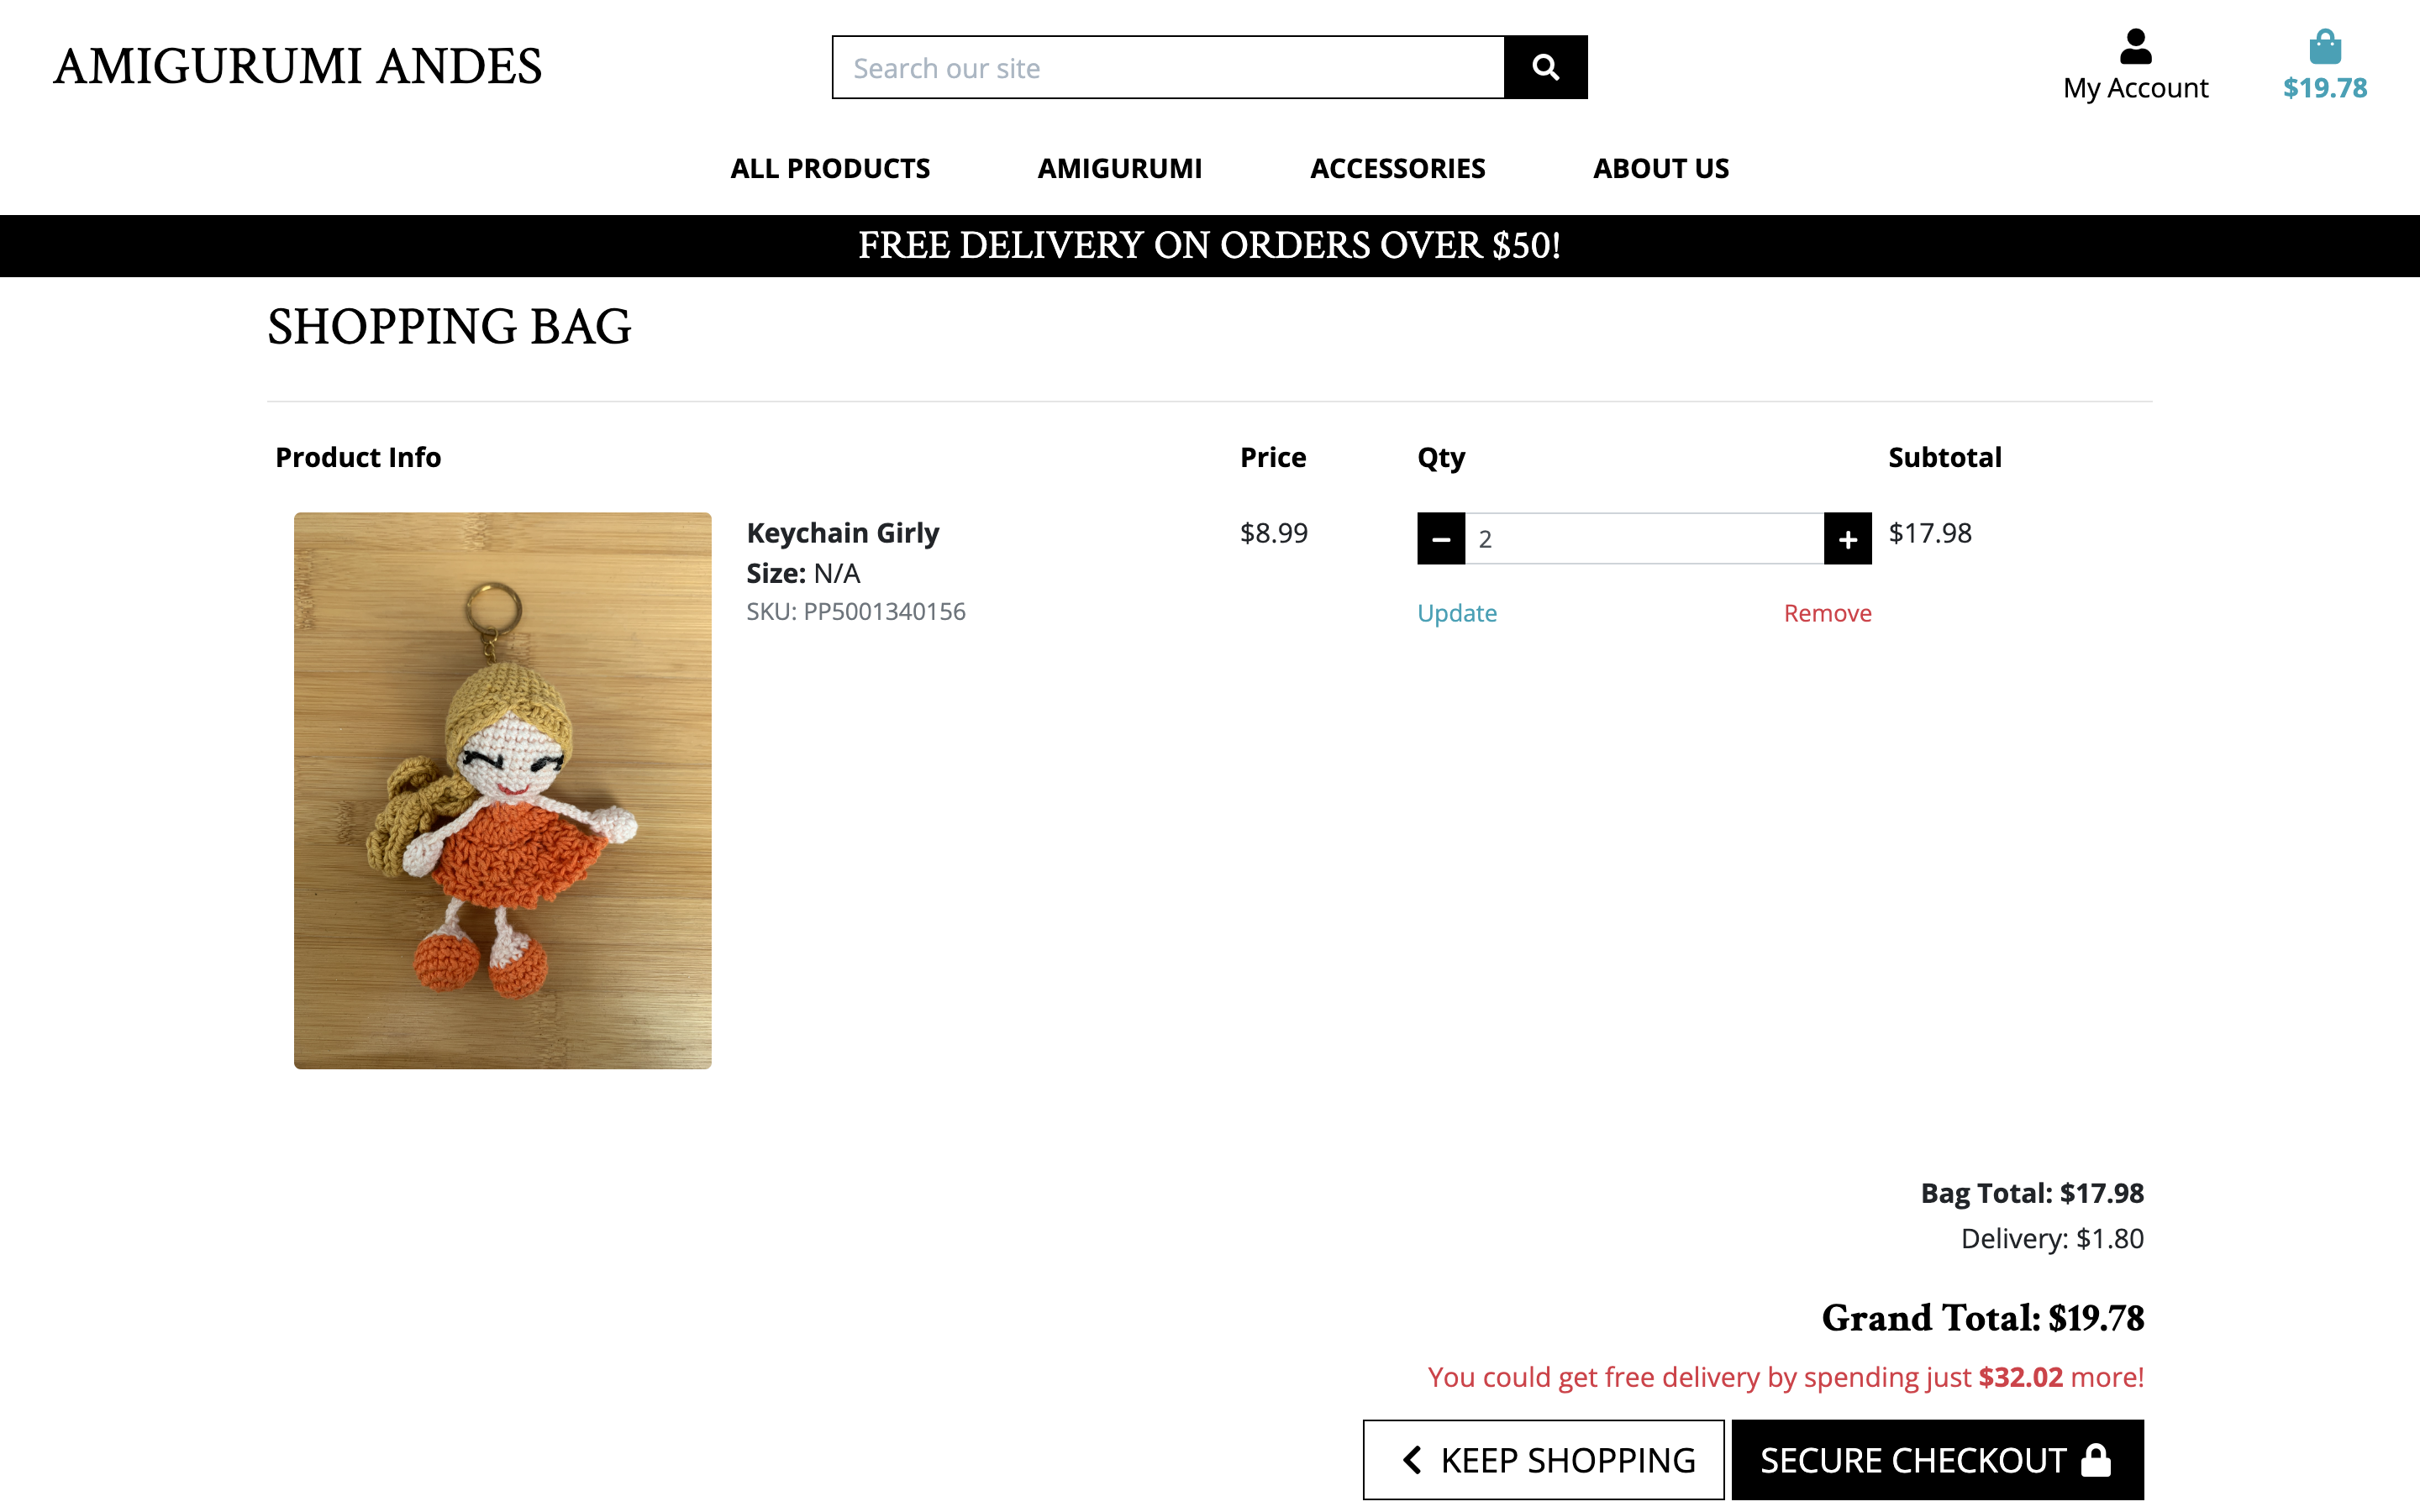 AMIGURUMI ANDES
Search our site
My Account
$19.78
ALL PRODUCTS AMIGURUMI ACCESSORIES ABOUT US
FREE DELIVERY ON ORDERS OVER $50!
SHOPPING BAG
Product Info Price Qty Subtotal
Keychain Girly $8.99 2 $17.98
Size: N/A
SKU: PP5001340156
Update Remove
Bag Total: $17.98
Delivery: $1.80
Grand Total: $19.78
You could get free delivery by spending just $32.02 more!
KEEP SHOPPING SECURE CHECKOUT